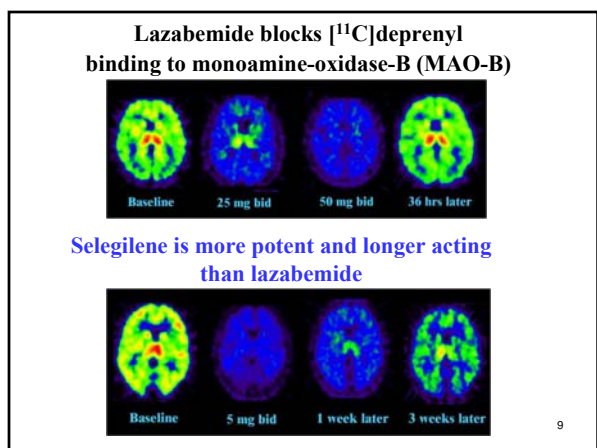 Lazabemide blocks [¹¹C]deprenyl
binding to monoamine-oxidase-B (MAO-B)
Baseline 25 mg bid 50 mg bid 36 hrs later
Selegilene is more potent and longer acting
than lazabemide
Baseline 5 mg bid 1 week later 3 weeks later
9